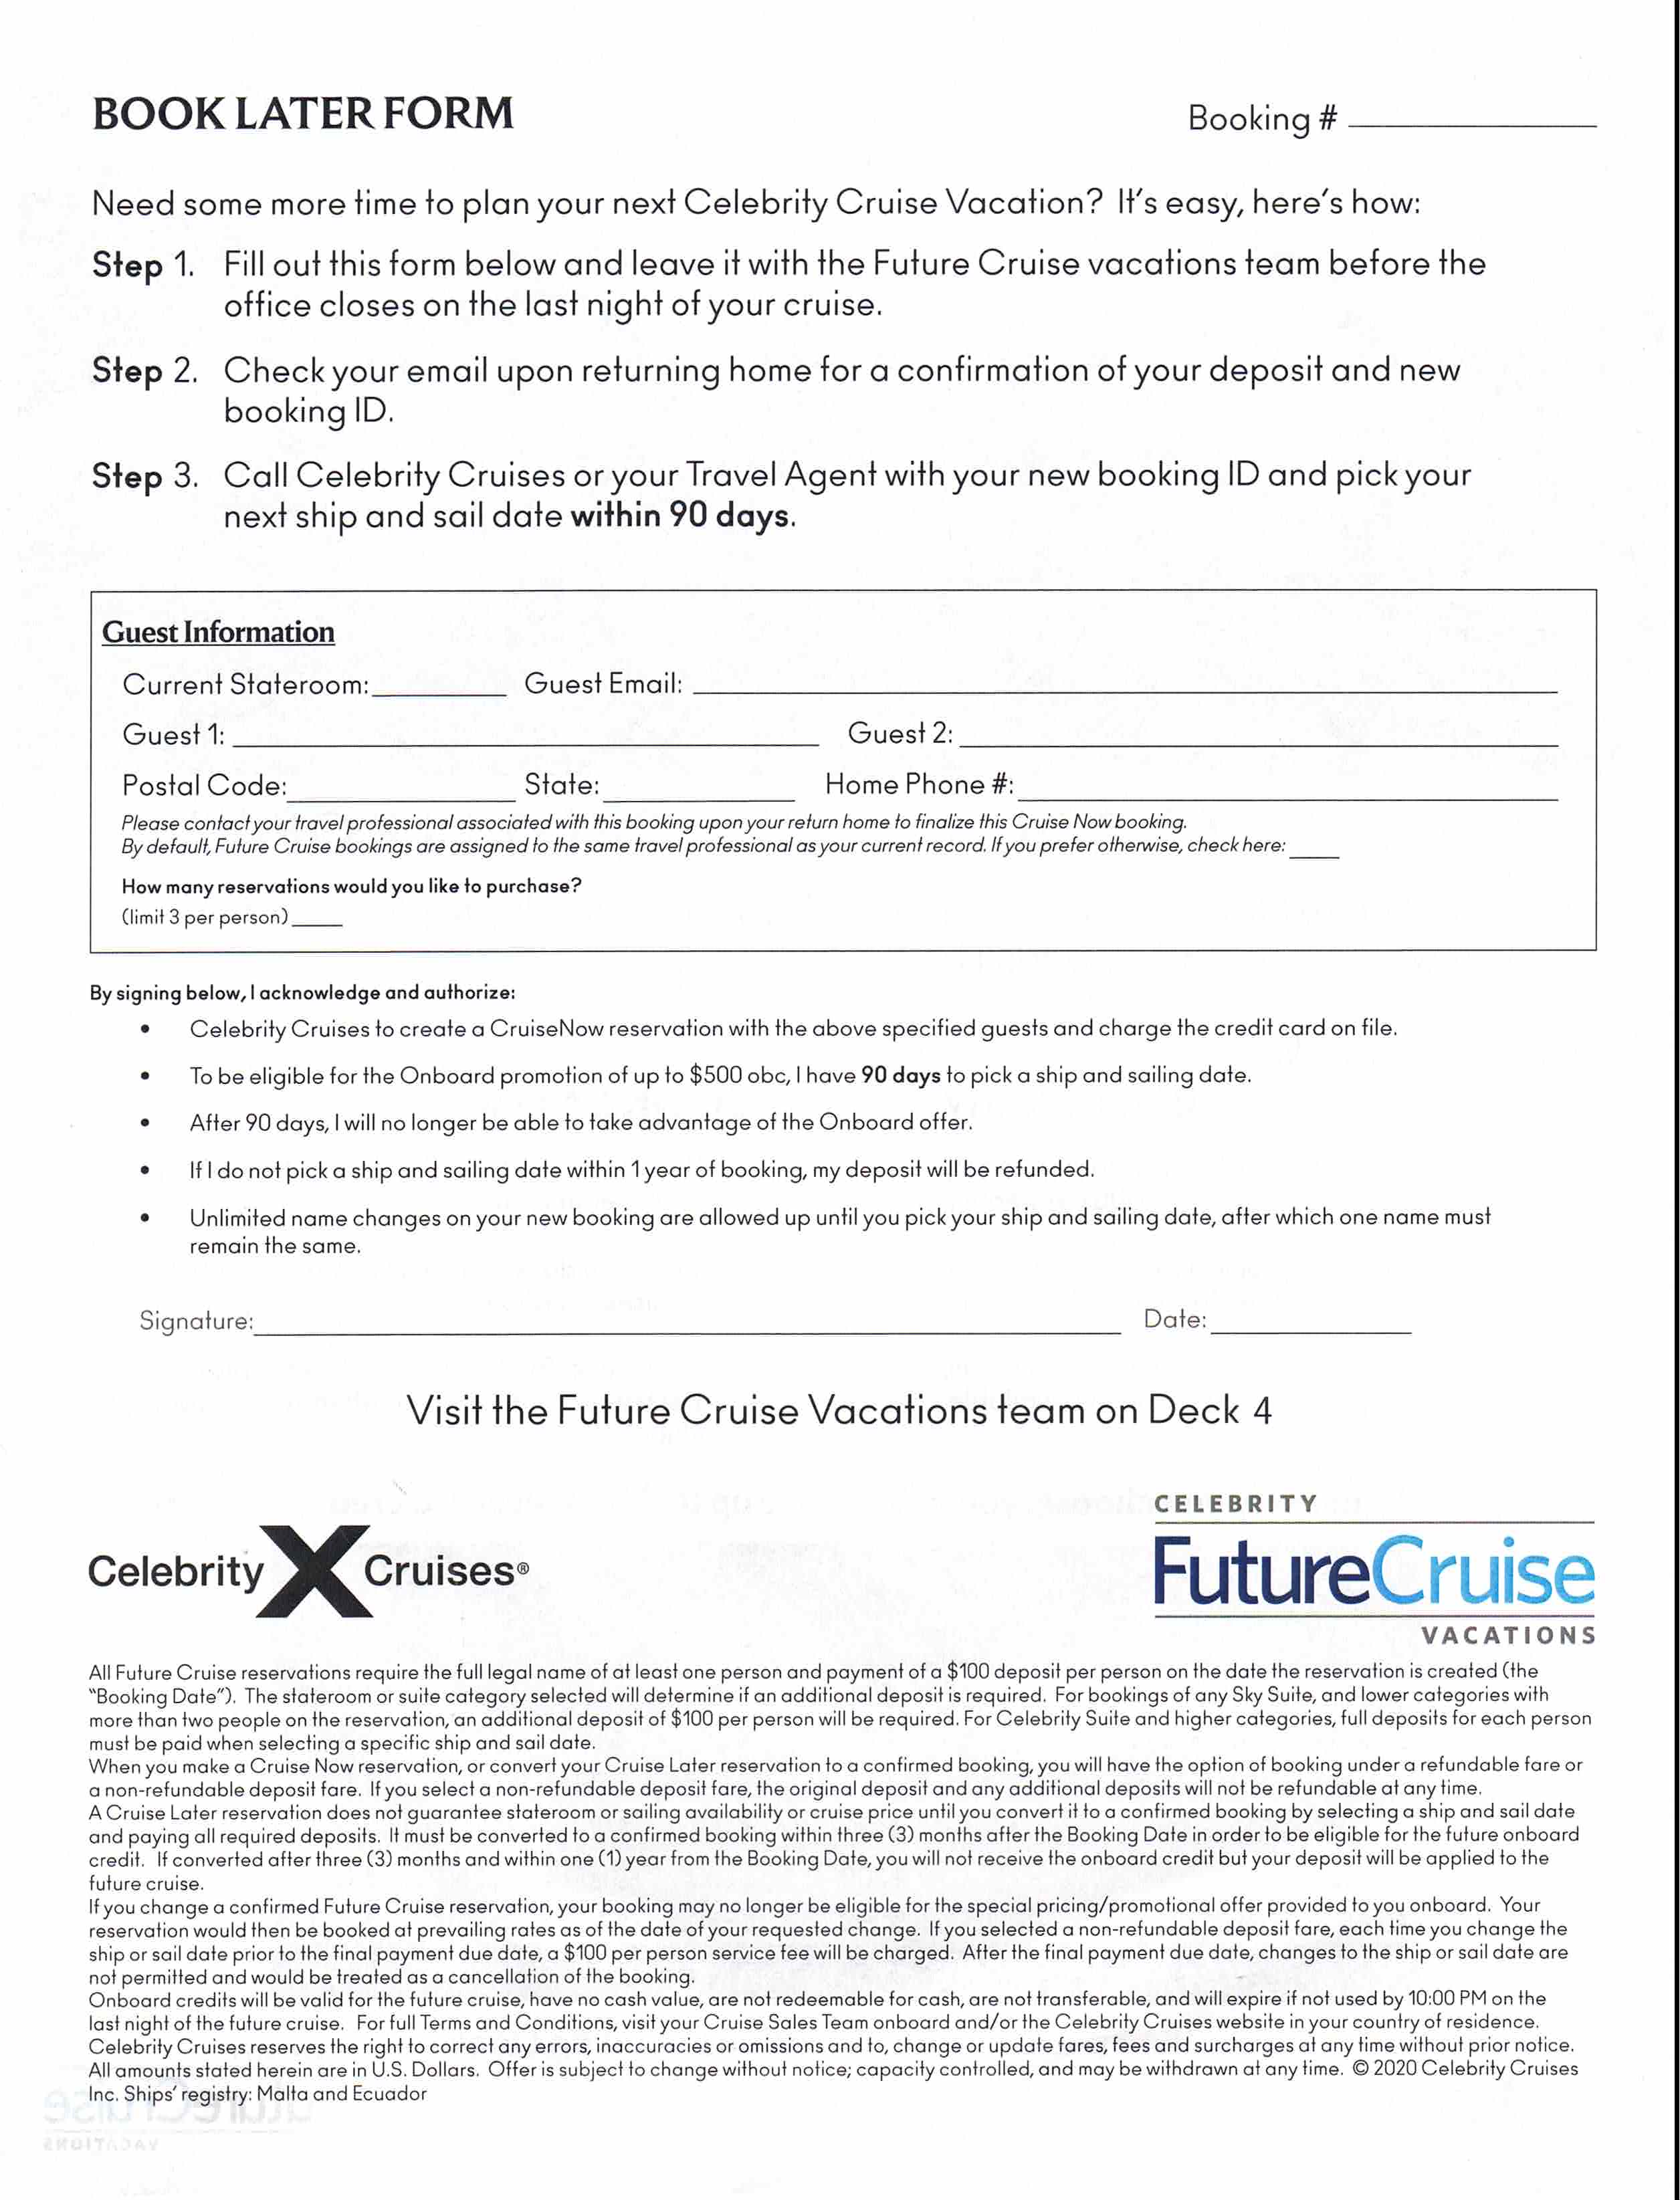 BOOK LATER FORM
Booking #
Need some more time to plan your next Celebrity Cruise Vacation? It's easy, here's how:
Step 1. Fill out this form below and leave it with the Future Cruise vacations team before the
office closes on the last night of your cruise.
Step 2. Check your email upon returning home for a confirmation of your deposit and new
booking ID.
Step 3. Call Celebrity Cruises or your Travel Agent with your new booking ID and pick your
next ship and sail date within 90 days.
Guest Information
Current Stateroom: Guest Email:
Guest 1: Guest 2:
Postal Code: State: Home Phone #:
Please contact your travel professional associated with this booking upon your return home to finalize this Cruise Now booking.
By default, Future Cruise bookings are assigned to the same travel professional as your current record. If you prefer otherwise, check here:
How many reservations would you like to purchase?
(limit 3 per person)
By signing below, I acknowledge and authorize:
• Celebrity Cruises to create a CruiseNow reservation with the above specified guests and charge the credit card on file.
• To be eligible for the Onboard promotion of up to $500 obc, I have 90 days to pick a ship and sailing date.
• After 90 days, I will no longer be able to take advantage of the Onboard offer.
• If I do not pick a ship and sailing date within 1 year of booking, my deposit will be refunded.
• Unlimited name changes on your new booking are allowed up until you pick your ship and sailing date, after which one name must
remain the same.
Signature: Date:
Visit the Future Cruise Vacations team on Deck 4
Celebrity X Cruises®
CELEBRITY
FutureCruise
VACATIONS
All Future Cruise reservations require the full legal name of at least one person and payment of a $100 deposit per person on the date the reservation is created (the
"Booking Date"). The stateroom or suite category selected will determine if an additional deposit is required. For bookings of any Sky Suite, and lower categories with
more than two people on the reservation, an additional deposit of $100 per person will be required. For Celebrity Suite and higher categories, full deposits for each person
must be paid when selecting a specific ship and sail date.
When you make a Cruise Now reservation, or convert your Cruise Later reservation to a confirmed booking, you will have the option of booking under a refundable fare or
a non-refundable deposit fare. If you select a non-refundable deposit fare, the original deposit and any additional deposits will not be refundable at any time.
A Cruise Later reservation does not guarantee stateroom or sailing availability or cruise price until you convert it to a confirmed booking by selecting a ship and sail date
and paying all required deposits. It must be converted to a confirmed booking within three (3) months after the Booking Date in order to be eligible for the future onboard
credit. If converted after three (3) months and within one (1) year from the Booking Date, you will not receive the onboard credit but your deposit will be applied to the
future cruise.
If you change a confirmed Future Cruise reservation, your booking may no longer be eligible for the special pricing/promotional offer provided to you onboard. Your
reservation would then be booked at prevailing rates as of the date of your requested change. If you selected a non-refundable deposit fare, each time you change the
ship or sail date prior to the final payment due date, a $100 per person service fee will be charged. After the final payment due date, changes to the ship or sail date are
not permitted and would be treated as a cancellation of the booking.
Onboard credits will be valid for the future cruise, have no cash value, are not redeemable for cash, are not transferable, and will expire if not used by 10:00 PM on the
last night of the future cruise. For full Terms and Conditions, visit your Cruise Sales Team onboard and/or the Celebrity Cruises website in your country of residence.
Celebrity Cruises reserves the right to correct any errors, inaccuracies or omissions and to, change or update fares, fees and surcharges at any time without prior notice.
All amounts stated herein are in U.S. Dollars. Offer is subject to change without notice; capacity controlled, and may be withdrawn at any time. © 2020 Celebrity Cruises
Inc. Ships' registry: Malta and Ecuador